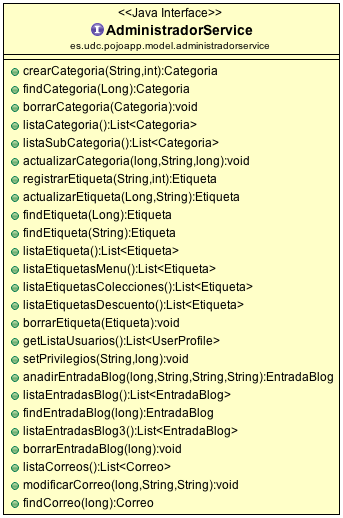 <<Java Interface>>
I AdministradorService
es.udc.pojoapp.model.administradorservice
crearCategoria(String,int):Categoria
findCategoria(Long):Categoria
borrarCategoria(Categoria):void
listaCategoria():List<Categoria>
listaSubCategoria():List<Categoria>
actualizarCategoria(long,String,long):void
registrarEtiqueta(String,int):Etiqueta
actualizarEtiqueta(Long,String):Etiqueta
findEtiqueta(Long):Etiqueta
findEtiqueta(String):Etiqueta
listaEtiqueta():List<Etiqueta>
listaEtiquetasMenu():List<Etiqueta>
listaEtiquetasColecciones():List<Etiqueta>
listaEtiquetasDescuento():List<Etiqueta>
borrarEtiqueta(Etiqueta):void
getListaUsuarios():List<UserProfile>
setPrivilegios(String,long):void
anadirEntradaBlog(long,String,String,String):EntradaBlog
listaEntradasBlog():List<EntradaBlog>
findEntradaBlog(long):EntradaBlog
listaEntradasBlog3():List<EntradaBlog>
borrarEntradaBlog(long):void
listaCorreos():List<Correo>
modificarCorreo(long,String,String):void
findCorreo(long):Correo